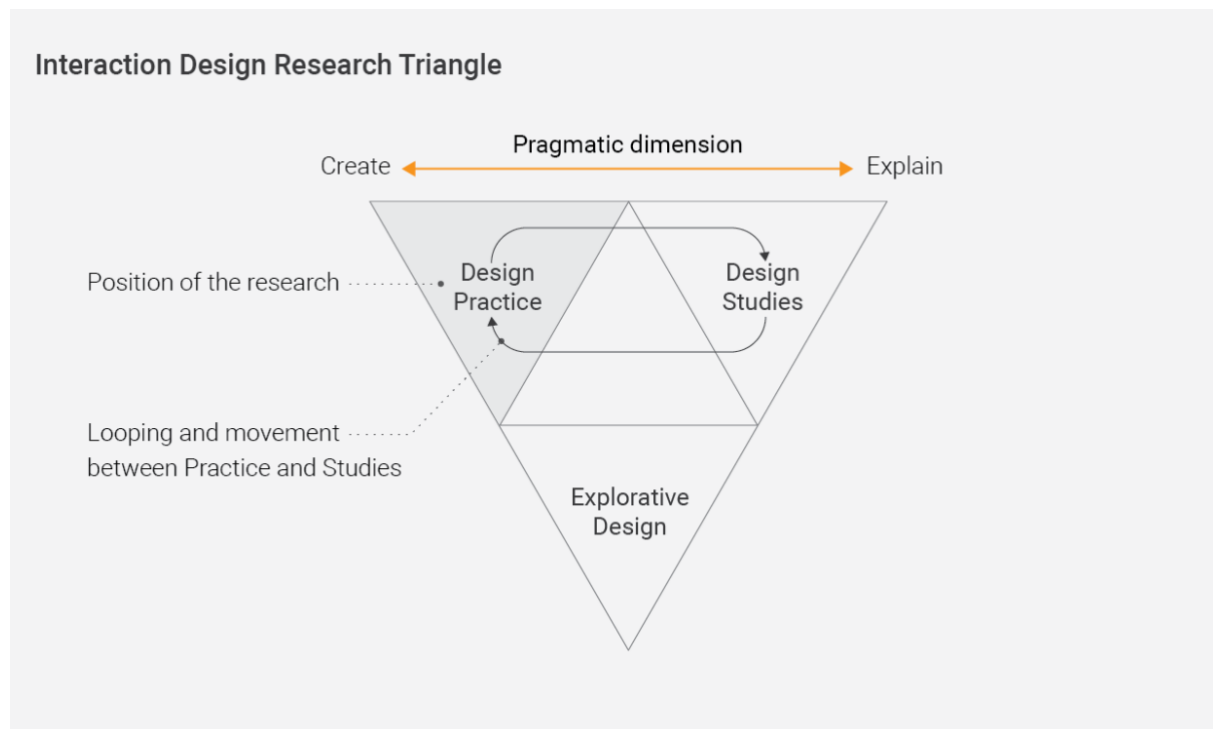 Interaction Design Research Triangle
Pragmatic dimension
Create
Explain
Position of the research
Design
Practice
Design
Studies
Looping and movement
between Practice and Studies
Explorative
Design